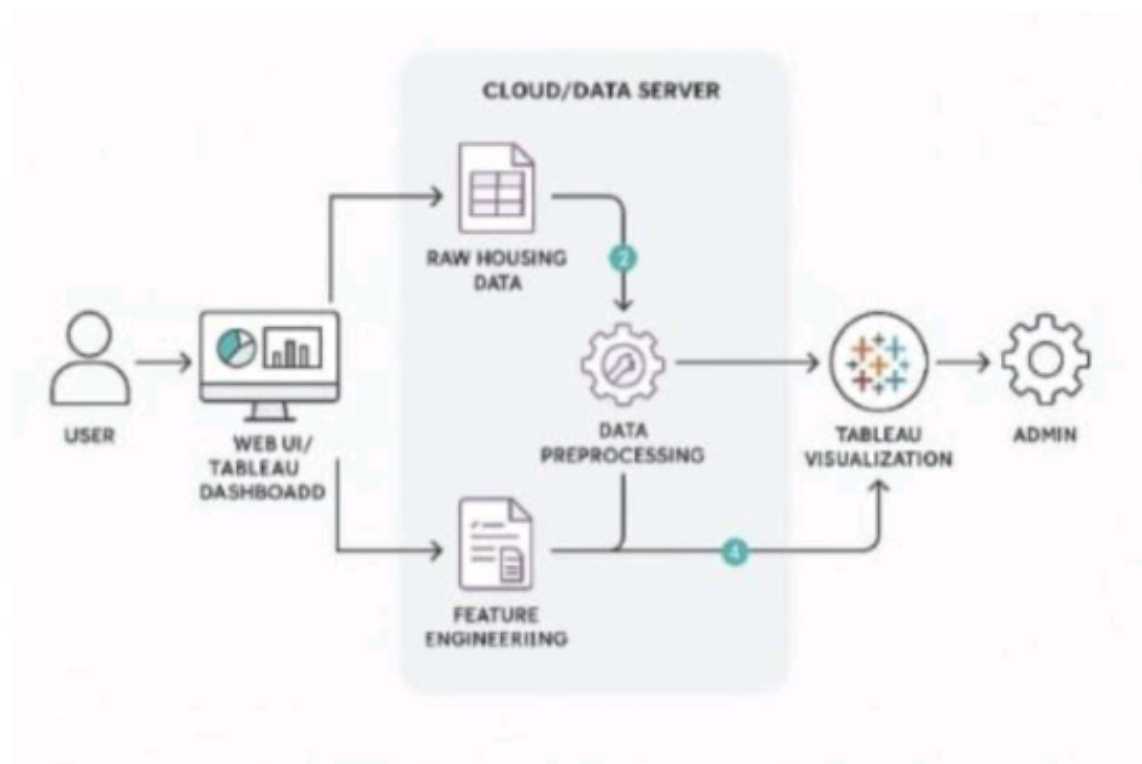 CLOUD/DATA SERVER
RAW HOUSING
DATA
2
USER
WEB UI/
TABLEAU
DASHBOADD
DATA
PREPROCESSING
TABLEAU
VISUALIZATION
ADMIN
4
FEATURE
ENGINEERIING